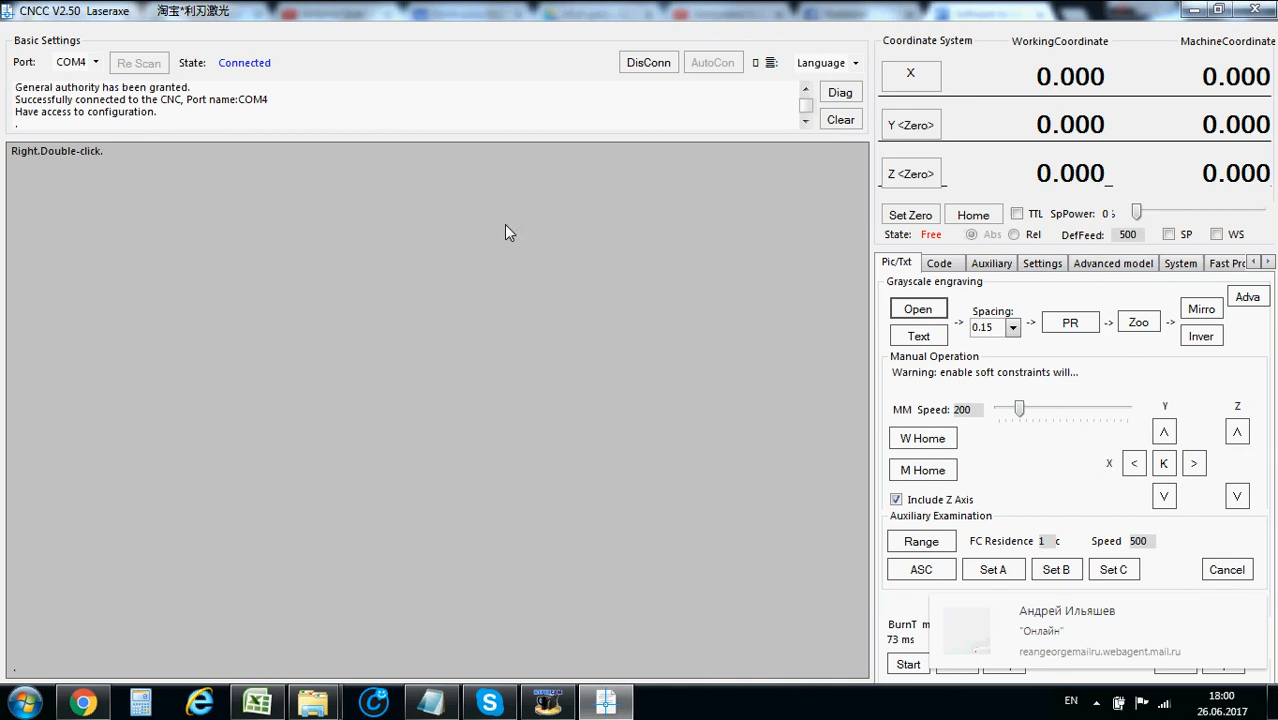 CNCC V2.50 Laseraxe 淘宝*利刃激光
Basic Settings
Port: COM4 Re Scan State: Connected DisConn AutoCon Language
General authority has been granted.
Successfully connected to the CNC, Port name:COM4
Have access to configuration.
.
Diag
Clear
Right.Double-click.
.
Coordinate System WorkingCoordinate MachineCoordinate
X 0.000 0.000
Y <Zero> 0.000 0.000
Z <Zero> 0.000 0.000
Set Zero Home TTL SpPower: 0%
State: Free Abs Rel DefFeed: 500 SP WS
Pic/Txt Code Auxiliary Settings Advanced model System Fast Prc
Grayscale engraving
Adva
Open -> Spacing: 0.15 -> PR -> Zoo -> Mirro
Text Inver
Manual Operation
Warning: enable soft constraints will...
MM Speed: 200 Y Z
W Home
M Home
X < K >
Include Z Axis
Auxiliary Examination
Range FC Residence 1 c Speed 500
ASC Set A Set B Set C Cancel
BurnT m
73 ms
Start
Андрей Ильяшев
"Онлайн"
reangeorgemailru.webagent.mail.ru
EN 18:00
26.06.2017